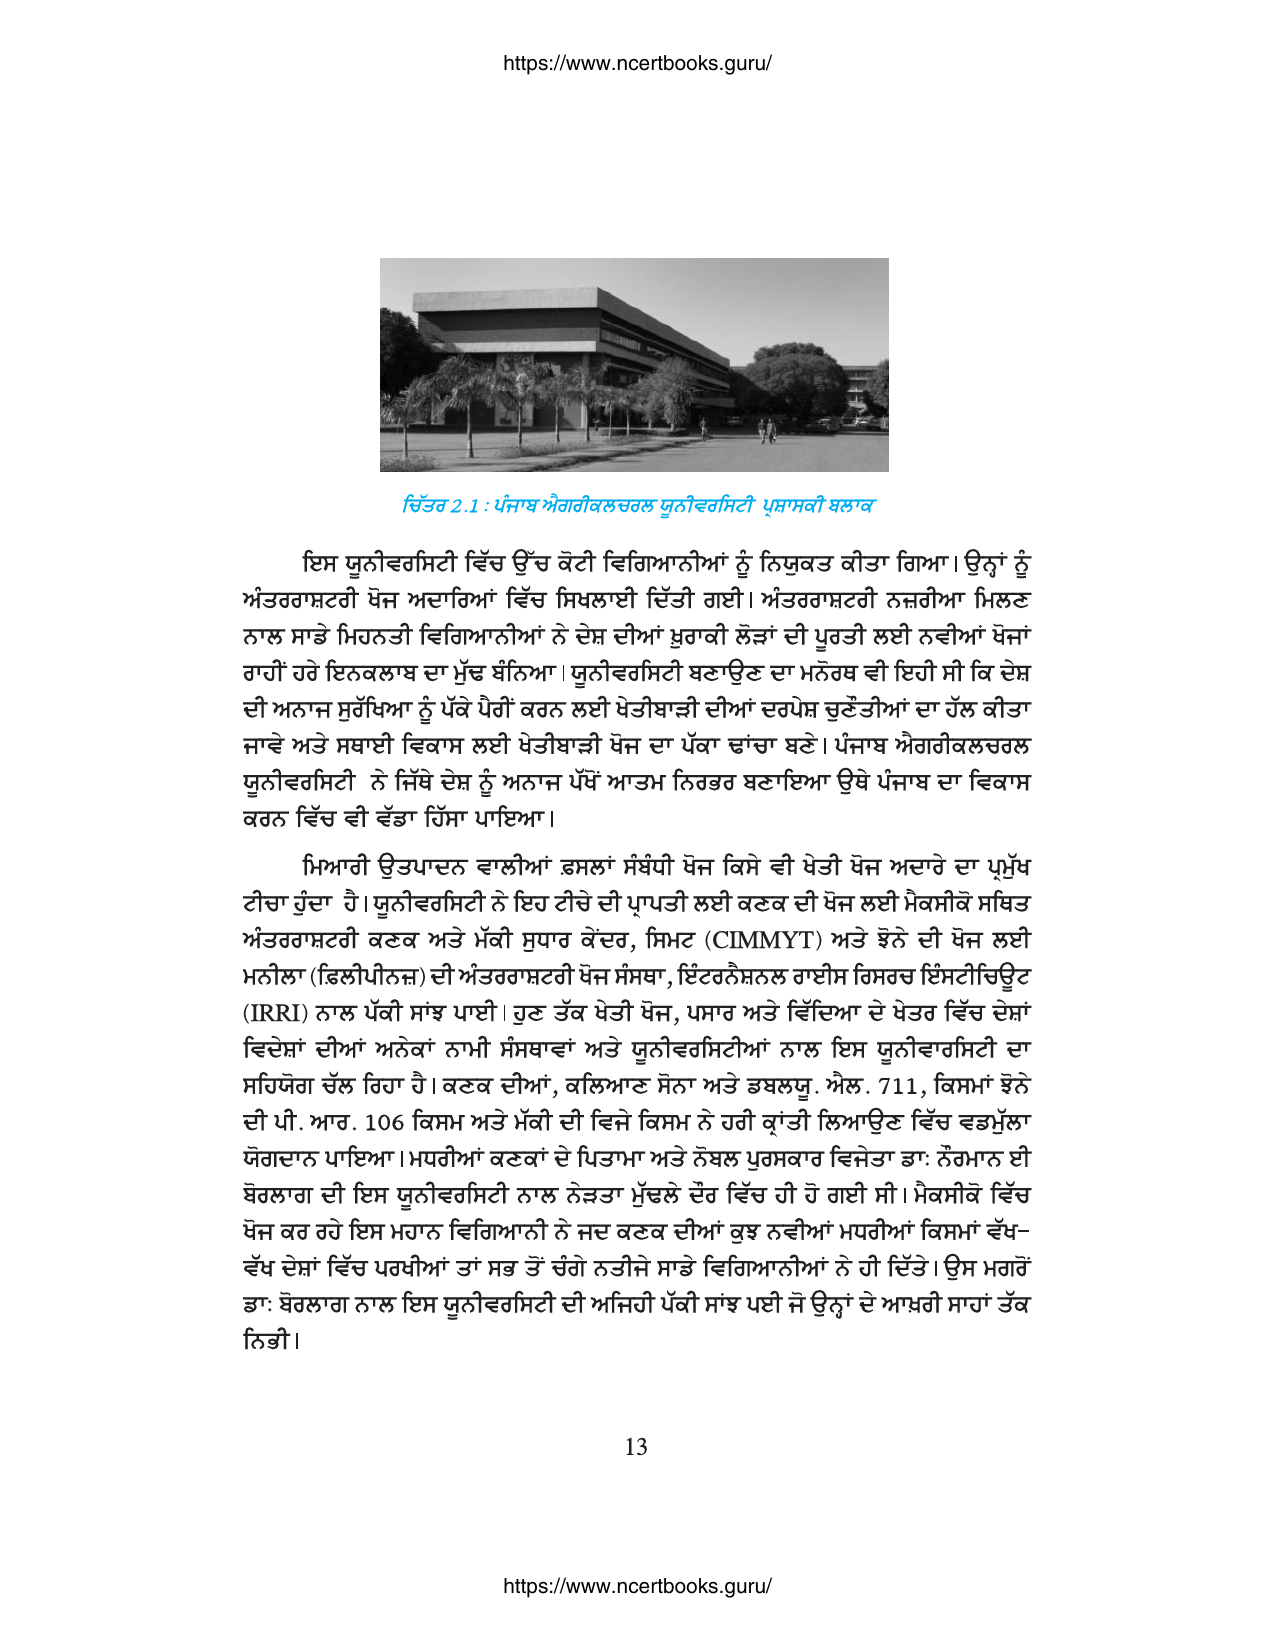 https://www.ncertbooks.guru/
ਚਿੱਤਰ 2.1 : ਪੰਜਾਬ ਐਗਰੀਕਲਚਰਲ ਯੂਨੀਵਰਸਿਟੀ ਪ੍ਰਸ਼ਾਸਕੀ ਬਲਾਕ
ਇਸ ਯੂਨੀਵਰਸਿਟੀ ਵਿੱਚ ਉੱਚ ਕੋਟੀ ਵਿਗਿਆਨੀਆਂ ਨੂੰ ਨਿਯੁਕਤ ਕੀਤਾ ਗਿਆ। ਉਨ੍ਹਾਂ ਨੂੰ
ਅੰਤਰਰਾਸ਼ਟਰੀ ਖੋਜ ਅਦਾਰਿਆਂ ਵਿੱਚ ਸਿਖਲਾਈ ਦਿੱਤੀ ਗਈ। ਅੰਤਰਰਾਸ਼ਟਰੀ ਨਜ਼ਰੀਆ ਮਿਲਣ
ਨਾਲ ਸਾਡੇ ਮਿਹਨਤੀ ਵਿਗਿਆਨੀਆਂ ਨੇ ਦੇਸ਼ ਦੀਆਂ ਖ਼ੁਰਾਕੀ ਲੋੜਾਂ ਦੀ ਪੂਰਤੀ ਲਈ ਨਵੀਆਂ ਖੋਜਾਂ
ਰਾਹੀਂ ਹਰੇ ਇਨਕਲਾਬ ਦਾ ਮੁੱਢ ਬੰਨਿਆ। ਯੂਨੀਵਰਸਿਟੀ ਬਣਾਉਣ ਦਾ ਮਨੋਰਥ ਵੀ ਇਹੀ ਸੀ ਕਿ ਦੇਸ਼
ਦੀ ਅਨਾਜ ਸੁਰੱਖਿਆ ਨੂੰ ਪੱਕੇ ਪੈਰੀਂ ਕਰਨ ਲਈ ਖੇਤੀਬਾੜੀ ਦੀਆਂ ਦਰਪੇਸ਼ ਚੁਣੌਤੀਆਂ ਦਾ ਹੱਲ ਕੀਤਾ
ਜਾਵੇ ਅਤੇ ਸਥਾਈ ਵਿਕਾਸ ਲਈ ਖੇਤੀਬਾੜੀ ਖੋਜ ਦਾ ਪੱਕਾ ਢਾਂਚਾ ਬਣੇ। ਪੰਜਾਬ ਐਗਰੀਕਲਚਰਲ
ਯੂਨੀਵਰਸਿਟੀ ਨੇ ਜਿੱਥੇ ਦੇਸ਼ ਨੂੰ ਅਨਾਜ ਪੱਖੋਂ ਆਤਮ ਨਿਰਭਰ ਬਣਾਇਆ ਉਥੇ ਪੰਜਾਬ ਦਾ ਵਿਕਾਸ
ਕਰਨ ਵਿੱਚ ਵੀ ਵੱਡਾ ਹਿੱਸਾ ਪਾਇਆ।
ਮਿਆਰੀ ਉਤਪਾਦਨ ਵਾਲੀਆਂ ਫ਼ਸਲਾਂ ਸੰਬੰਧੀ ਖੋਜ ਕਿਸੇ ਵੀ ਖੇਤੀ ਖੋਜ ਅਦਾਰੇ ਦਾ ਪ੍ਰਮੁੱਖ
ਟੀਚਾ ਹੁੰਦਾ ਹੈ। ਯੂਨੀਵਰਸਿਟੀ ਨੇ ਇਹ ਟੀਚੇ ਦੀ ਪ੍ਰਾਪਤੀ ਲਈ ਕਣਕ ਦੀ ਖੋਜ ਲਈ ਮੈਕਸੀਕੋ ਸਥਿਤ
ਅੰਤਰਰਾਸ਼ਟਰੀ ਕਣਕ ਅਤੇ ਮੱਕੀ ਸੁਧਾਰ ਕੇਂਦਰ, ਸਿਮਟ (CIMMYT) ਅਤੇ ਝੋਨੇ ਦੀ ਖੋਜ ਲਈ
ਮਨੀਲਾ (ਫ਼ਿਲੀਪੀਨਜ਼) ਦੀ ਅੰਤਰਰਾਸ਼ਟਰੀ ਖੋਜ ਸੰਸਥਾ, ਇੰਟਰਨੈਸ਼ਨਲ ਰਾਈਸ ਰਿਸਰਚ ਇੰਸਟੀਚਿਊਟ
(IRRI) ਨਾਲ ਪੱਕੀ ਸਾਂਝ ਪਾਈ। ਹੁਣ ਤੱਕ ਖੇਤੀ ਖੋਜ, ਪਸਾਰ ਅਤੇ ਵਿੱਦਿਆ ਦੇ ਖੇਤਰ ਵਿੱਚ ਦੇਸ਼ਾਂ
ਵਿਦੇਸ਼ਾਂ ਦੀਆਂ ਅਨੇਕਾਂ ਨਾਮੀ ਸੰਸਥਾਵਾਂ ਅਤੇ ਯੂਨੀਵਰਸਿਟੀਆਂ ਨਾਲ ਇਸ ਯੂਨੀਵਾਰਸਿਟੀ ਦਾ
ਸਹਿਯੋਗ ਚੱਲ ਰਿਹਾ ਹੈ। ਕਣਕ ਦੀਆਂ, ਕਲਿਆਣ ਸੋਨਾ ਅਤੇ ਡਬਲਯੂ. ਐਲ. 711, ਕਿਸਮਾਂ ਝੋਨੇ
ਦੀ ਪੀ. ਆਰ. 106 ਕਿਸਮ ਅਤੇ ਮੱਕੀ ਦੀ ਵਿਜੇ ਕਿਸਮ ਨੇ ਹਰੀ ਕ੍ਰਾਂਤੀ ਲਿਆਉਣ ਵਿੱਚ ਵਡਮੁੱਲਾ
ਯੋਗਦਾਨ ਪਾਇਆ। ਮਧਰੀਆਂ ਕਣਕਾਂ ਦੇ ਪਿਤਾਮਾ ਅਤੇ ਨੋਬਲ ਪੁਰਸਕਾਰ ਵਿਜੇਤਾ ਡਾਃ ਨੌਰਮਾਨ ਈ
ਬੋਰਲਾਗ ਦੀ ਇਸ ਯੂਨੀਵਰਸਿਟੀ ਨਾਲ ਨੇੜਤਾ ਮੁੱਢਲੇ ਦੌਰ ਵਿੱਚ ਹੀ ਹੋ ਗਈ ਸੀ। ਮੈਕਸੀਕੋ ਵਿੱਚ
ਖੋਜ ਕਰ ਰਹੇ ਇਸ ਮਹਾਨ ਵਿਗਿਆਨੀ ਨੇ ਜਦ ਕਣਕ ਦੀਆਂ ਕੁਝ ਨਵੀਆਂ ਮਧਰੀਆਂ ਕਿਸਮਾਂ ਵੱਖ-
ਵੱਖ ਦੇਸ਼ਾਂ ਵਿੱਚ ਪਰਖੀਆਂ ਤਾਂ ਸਭ ਤੋਂ ਚੰਗੇ ਨਤੀਜੇ ਸਾਡੇ ਵਿਗਿਆਨੀਆਂ ਨੇ ਹੀ ਦਿੱਤੇ। ਉਸ ਮਗਰੋਂ
ਡਾਃ ਬੋਰਲਾਗ ਨਾਲ ਇਸ ਯੂਨੀਵਰਸਿਟੀ ਦੀ ਅਜਿਹੀ ਪੱਕੀ ਸਾਂਝ ਪਈ ਜੋ ਉਨ੍ਹਾਂ ਦੇ ਆਖ਼ਰੀ ਸਾਹਾਂ ਤੱਕ
ਨਿਭੀ।
13
https://www.ncertbooks.guru/